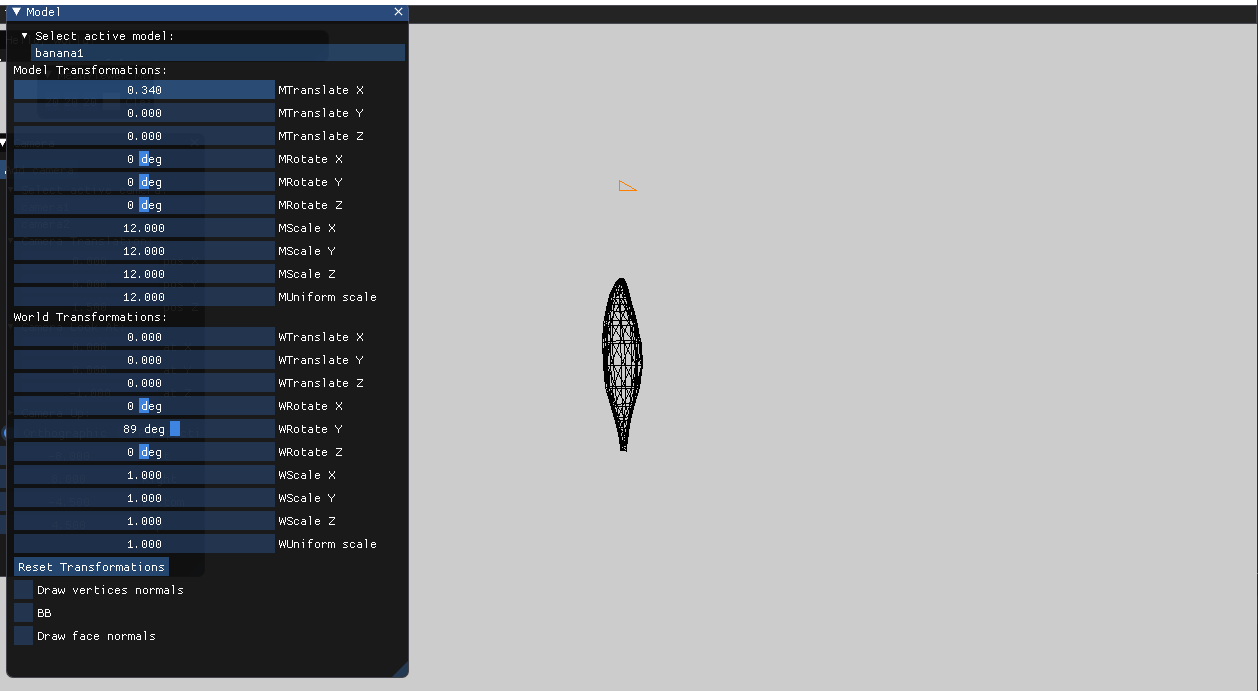 Model
Select active model:
banana1
Model Transformations:
0.340 MTranslate X
0.000 MTranslate Y
0.000 MTranslate Z
0 deg MRotate X
0 deg MRotate Y
0 deg MRotate Z
12.000 MScale X
12.000 MScale Y
12.000 MScale Z
12.000 MUniform scale
World Transformations:
0.000 WTranslate X
0.000 WTranslate Y
0.000 WTranslate Z
0 deg WRotate X
89 deg WRotate Y
0 deg WRotate Z
1.000 WScale X
1.000 WScale Y
1.000 WScale Z
1.000 WUniform scale
Reset Transformations
Draw vertices normals
BB
Draw face normals